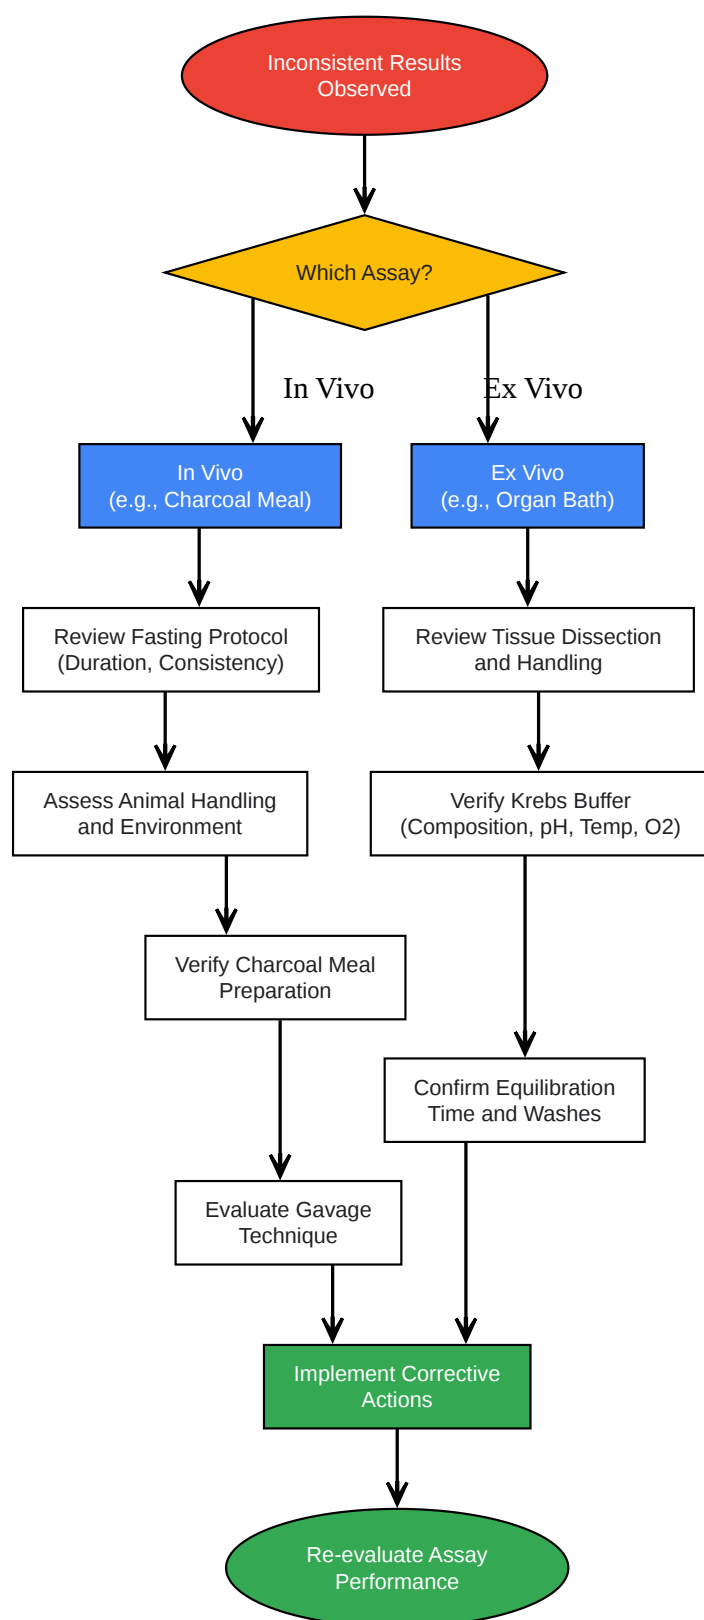 Inconsistent Results
Observed
Which Assay?
In Vivo
Ex Vivo
In Vivo
(e.g., Charcoal Meal)
Ex Vivo
(e.g., Organ Bath)
Review Fasting Protocol
(Duration, Consistency)
Review Tissue Dissection
and Handling
Assess Animal Handling
and Environment
Verify Krebs Buffer
(Composition, pH, Temp, O2)
Verify Charcoal Meal
Preparation
Confirm Equilibration
Time and Washes
Evaluate Gavage
Technique
Implement Corrective
Actions
Re-evaluate Assay
Performance